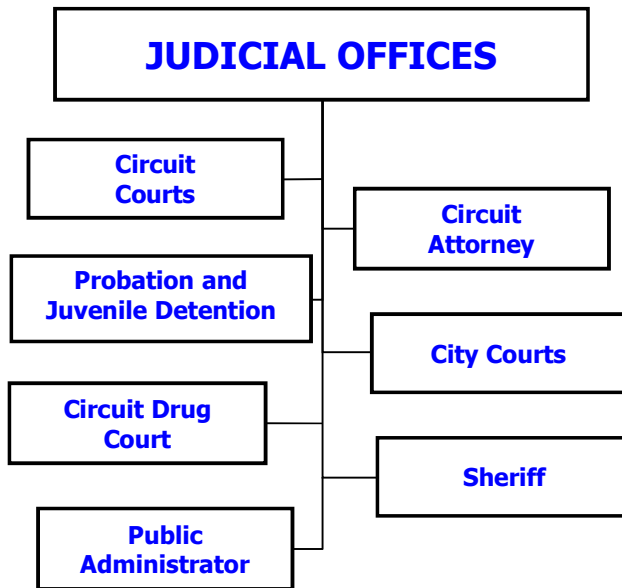 JUDICIAL OFFICES
Circuit
Courts
Circuit
Attorney
Probation and
Juvenile Detention
City Courts
Circuit Drug
Court
Sheriff
Public
Administrator